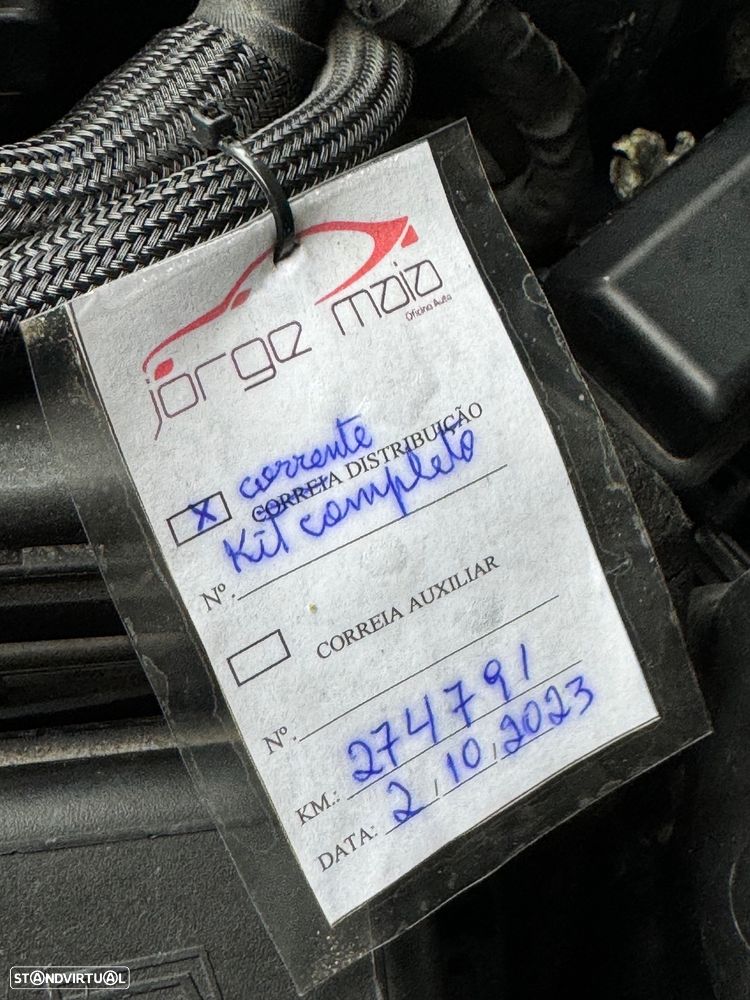 jorge maia
Oficina Auto
X corrente
CORREIA DISTRIBUIÇÃO
Nº. Kit completo
CORREIA AUXILIAR
Nº.
KM.: 274791
DATA: 2 / 10 / 2023
STANDVIRTUAL